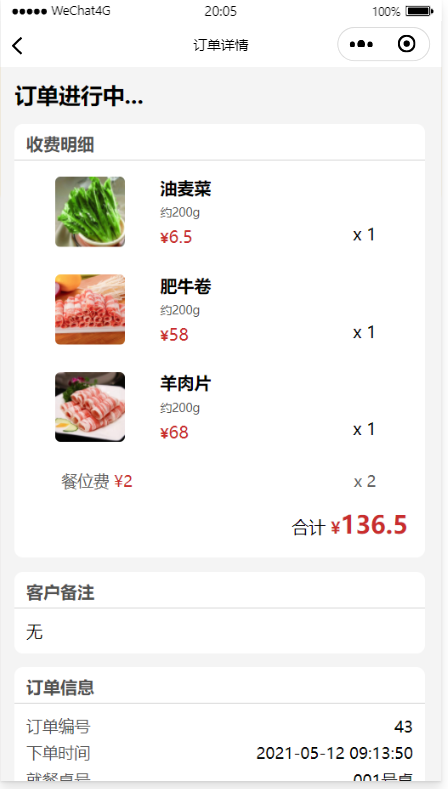 WeChat4G 20:05 100%
订单详情
订单进行中...
收费明细
油麦菜
约200g
¥6.5 x 1
肥牛卷
约200g
¥58 x 1
羊肉片
约200g
¥68 x 1
餐位费 ¥2 x 2
合计 ¥136.5
客户备注
无
订单信息
订单编号 43
下单时间 2021-05-12 09:13:50
就餐桌号 001号桌